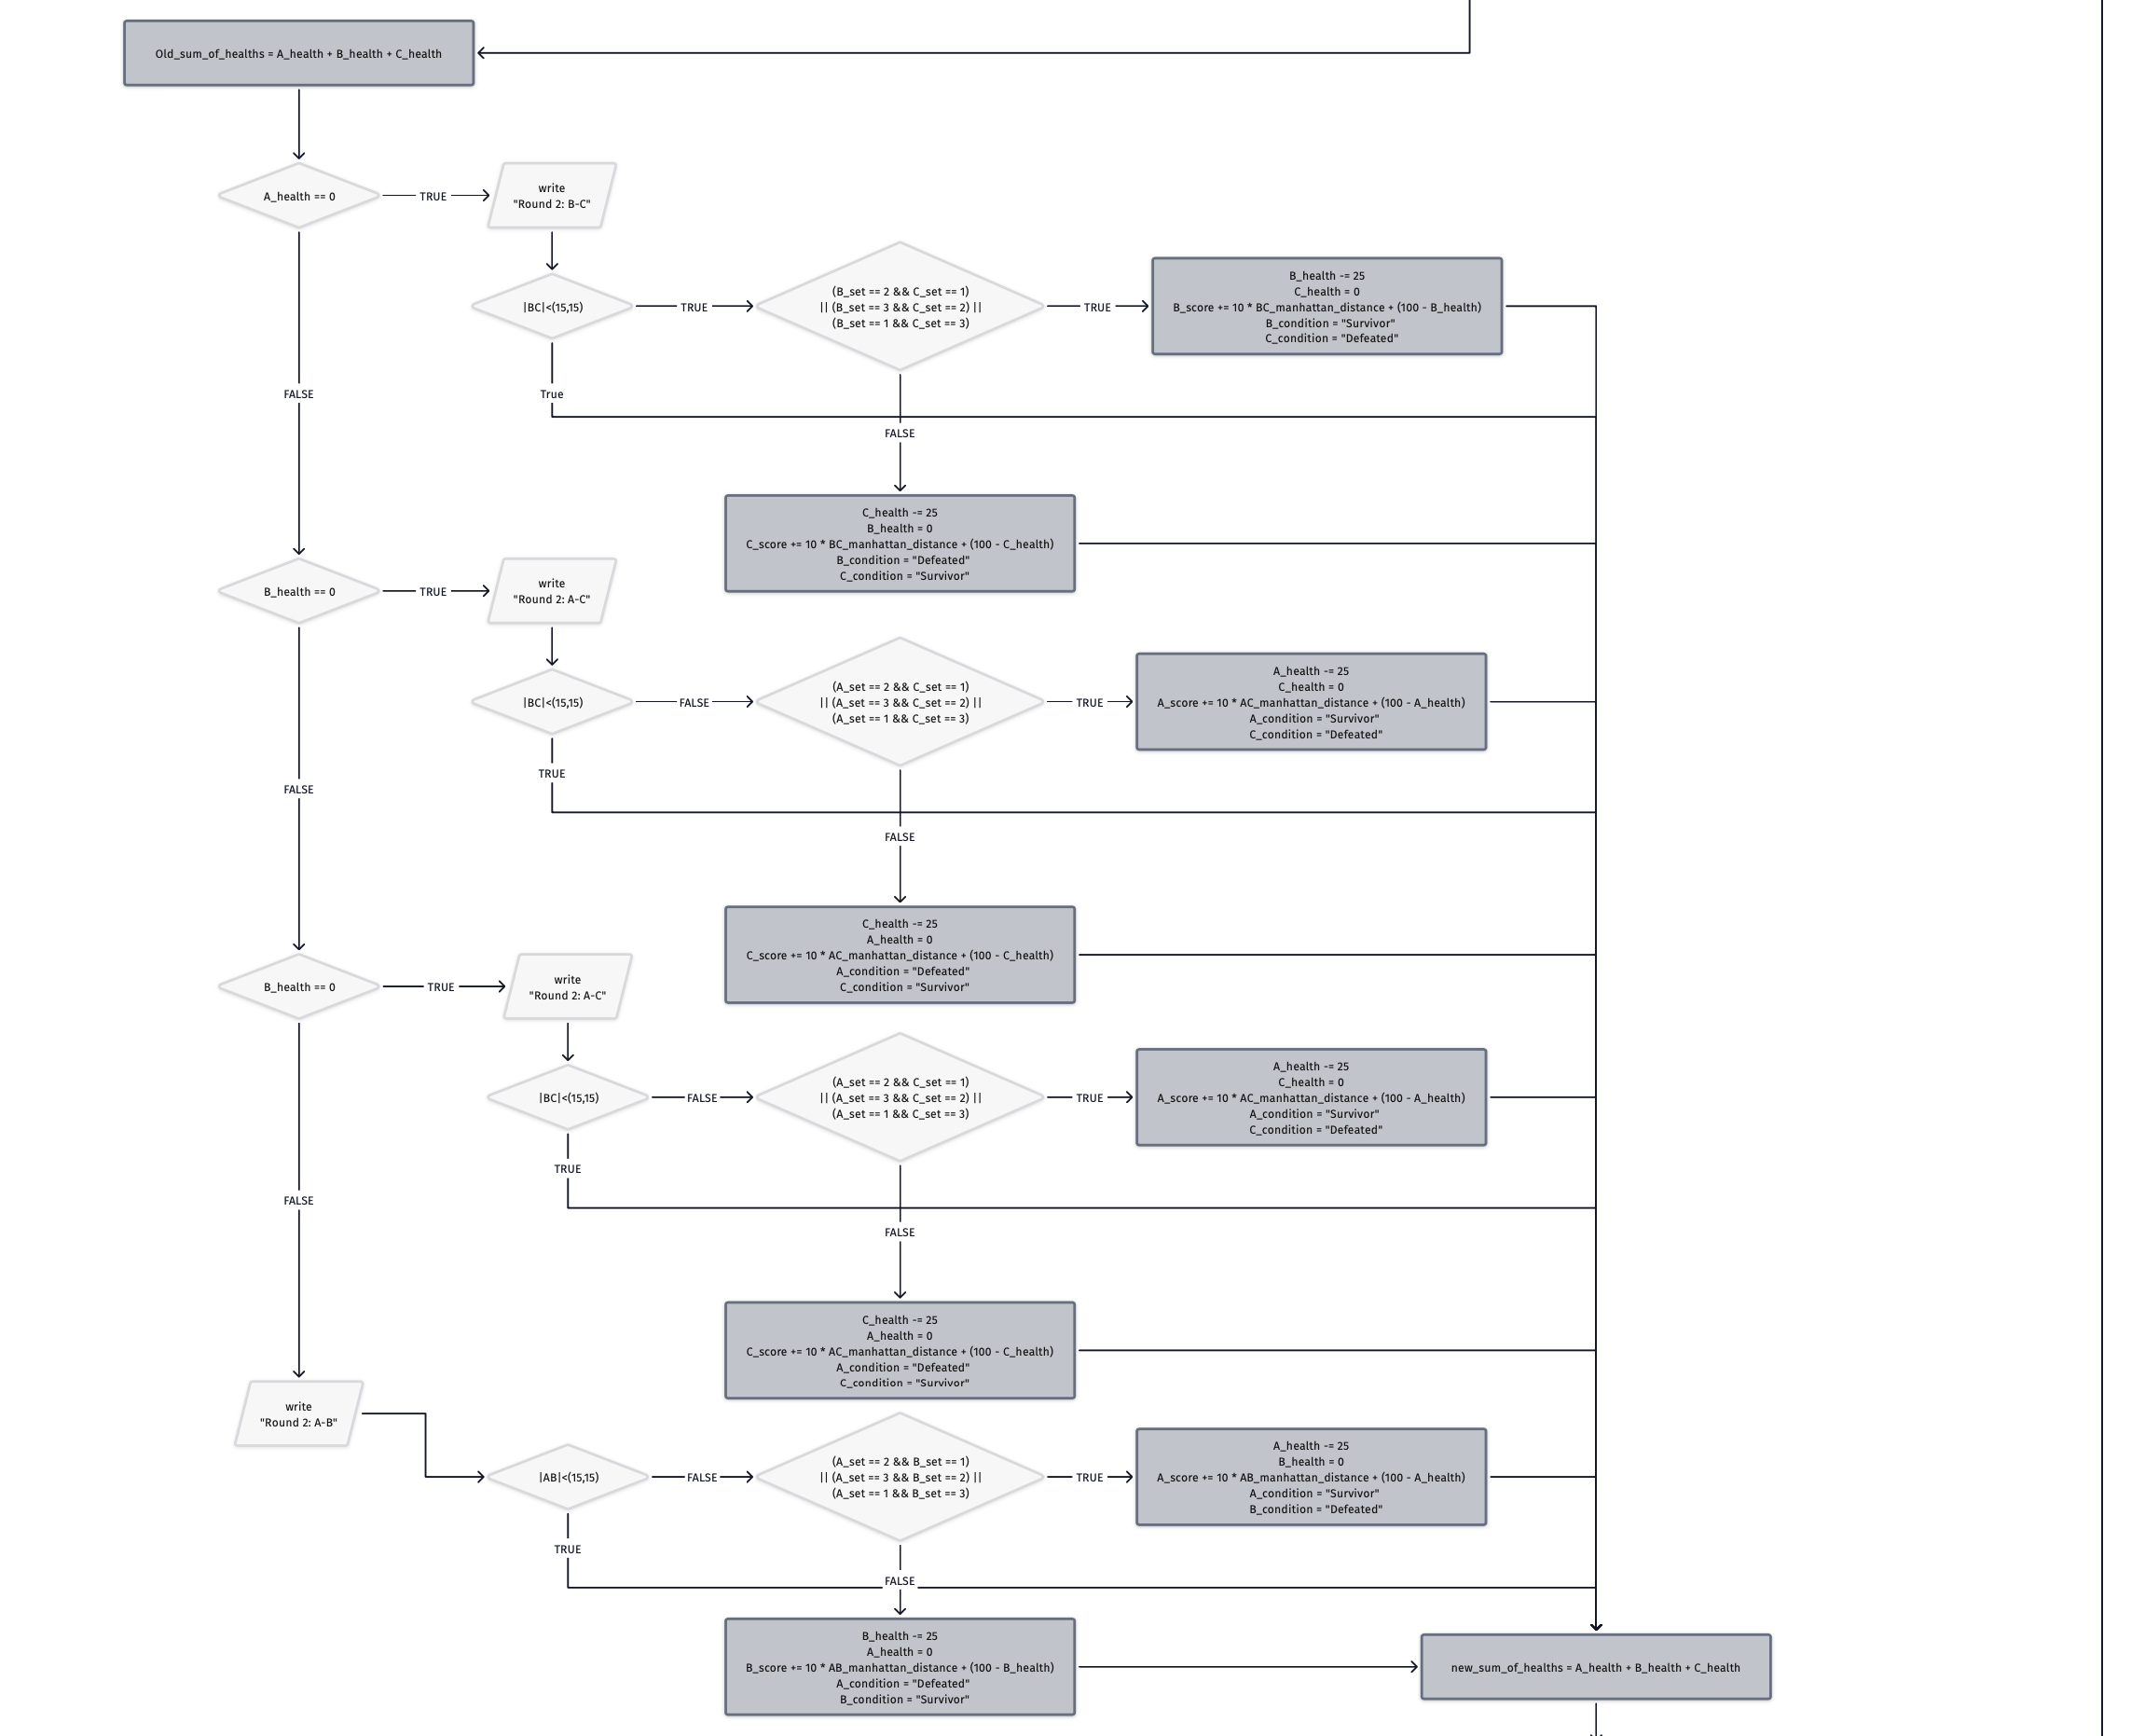 Old_sum_of_healths = A_health + B_health + C_health
A_health == 0
TRUE
write
"Round 2: B-C"
|BC|<(15,15)
TRUE
(B_set == 2 && C_set == 1)
|| (B_set == 3 && C_set == 2) ||
(B_set == 1 && C_set == 3)
TRUE
B_health -= 25
C_health = 0
B_score += 10 * BC_manhattan_distance + (100 - B_health)
B_condition = "Survivor"
C_condition = "Defeated"
FALSE
True
FALSE
C_health -= 25
B_health = 0
C_score += 10 * BC_manhattan_distance + (100 - C_health)
B_condition = "Defeated"
C_condition = "Survivor"
B_health == 0
TRUE
write
"Round 2: A-C"
|BC|<(15,15)
FALSE
(A_set == 2 && C_set == 1)
|| (A_set == 3 && C_set == 2) ||
(A_set == 1 && C_set == 3)
TRUE
A_health -= 25
C_health = 0
A_score += 10 * AC_manhattan_distance + (100 - A_health)
A_condition = "Survivor"
C_condition = "Defeated"
FALSE
TRUE
FALSE
C_health -= 25
A_health = 0
C_score += 10 * AC_manhattan_distance + (100 - C_health)
A_condition = "Defeated"
C_condition = "Survivor"
B_health == 0
TRUE
write
"Round 2: A-C"
|BC|<(15,15)
FALSE
(A_set == 2 && C_set == 1)
|| (A_set == 3 && C_set == 2) ||
(A_set == 1 && C_set == 3)
TRUE
A_health -= 25
C_health = 0
A_score += 10 * AC_manhattan_distance + (100 - A_health)
A_condition = "Survivor"
C_condition = "Defeated"
FALSE
TRUE
FALSE
C_health -= 25
A_health = 0
C_score += 10 * AC_manhattan_distance + (100 - C_health)
A_condition = "Defeated"
C_condition = "Survivor"
write
"Round 2: A-B"
|AB|<(15,15)
FALSE
(A_set == 2 && B_set == 1)
|| (A_set == 3 && B_set == 2) ||
(A_set == 1 && B_set == 3)
TRUE
A_health -= 25
B_health = 0
A_score += 10 * AB_manhattan_distance + (100 - A_health)
A_condition = "Survivor"
B_condition = "Defeated"
TRUE
FALSE
B_health -= 25
A_health = 0
B_score += 10 * AB_manhattan_distance + (100 - B_health)
A_condition = "Defeated"
B_condition = "Survivor"
new_sum_of_healths = A_health + B_health + C_health